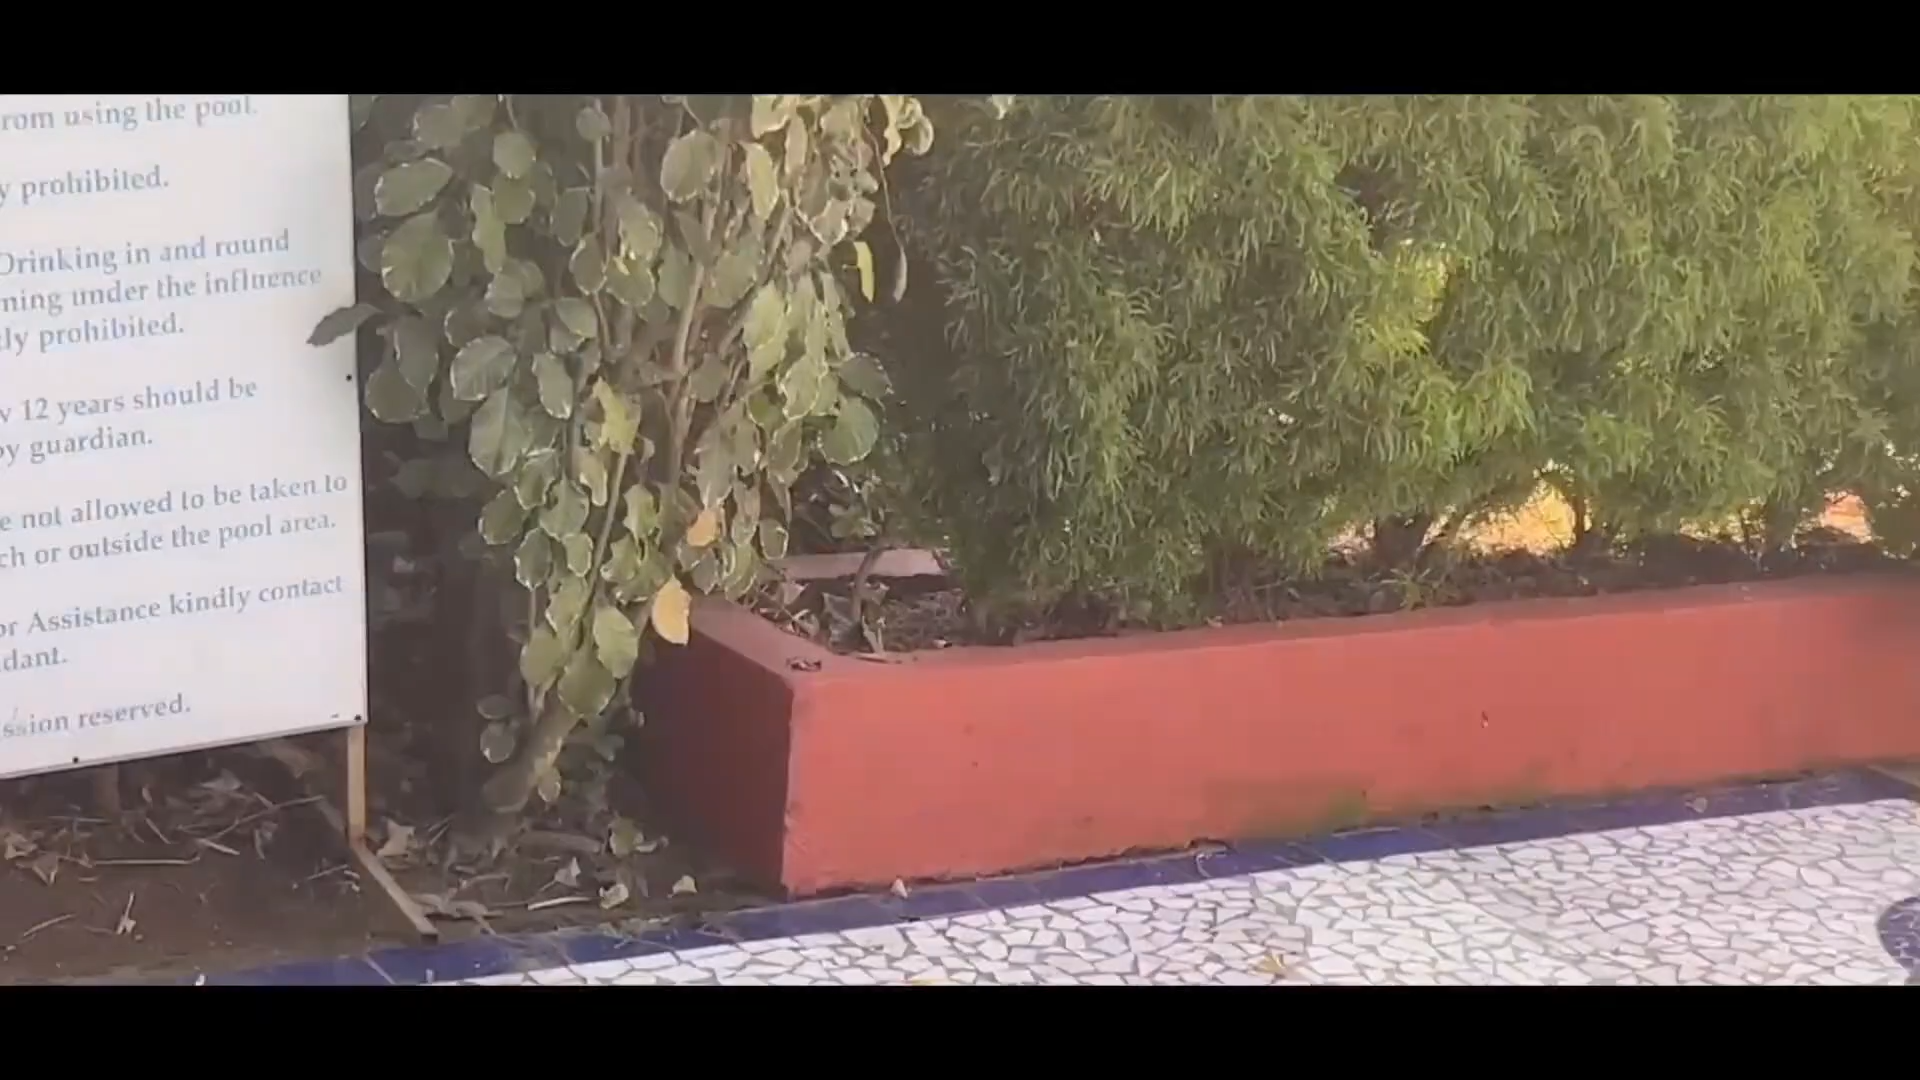 rom using the pool.
y prohibited.
Drinking in and round
ming under the influence
ly prohibited.
w 12 years should be
by guardian.
e not allowed to be taken to
ch or outside the pool area.
or Assistance kindly contact
dant.
ssion reserved.